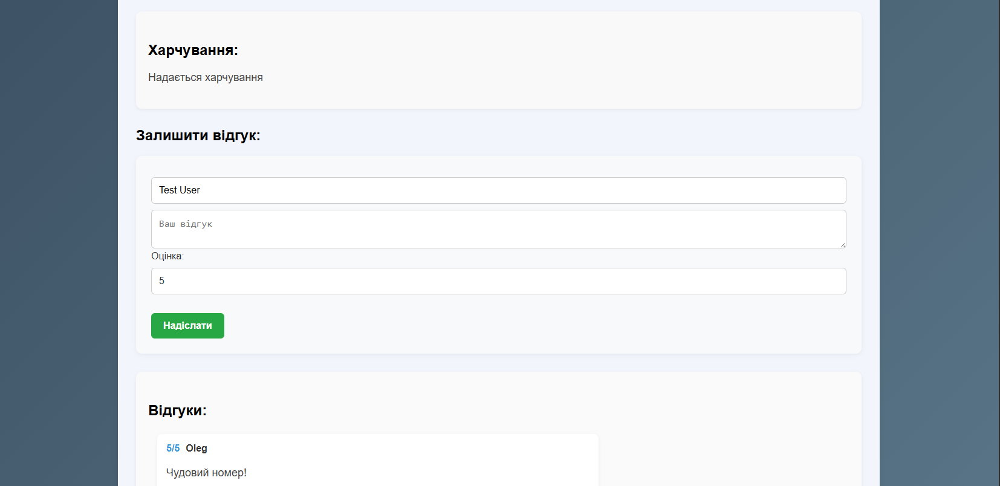 Харчування:
Надається харчування
Залишити відгук:
Test User
Ваш відгук
Оцінка:
5
Надіслати
Відгуки:
5/5 Oleg
Чудовий номер!